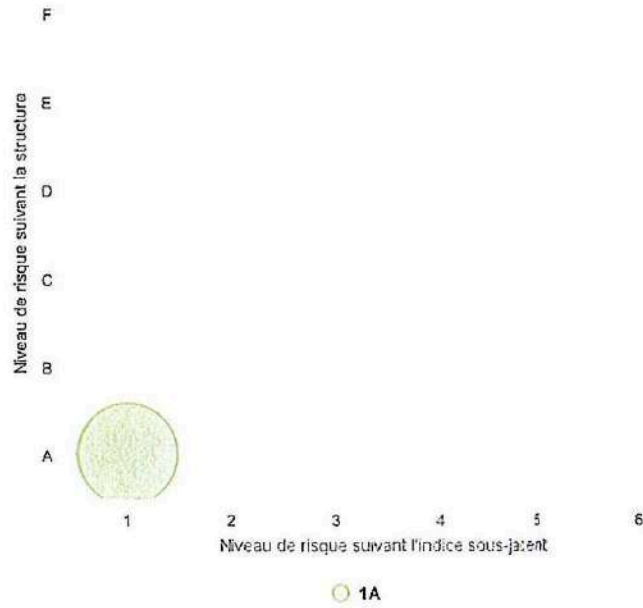 F
E
D
C
B
A
Niveau de risque suivant la structure
1 2 3 4 5 6
Niveau de risque suivant l'indice sous-jacent
1A